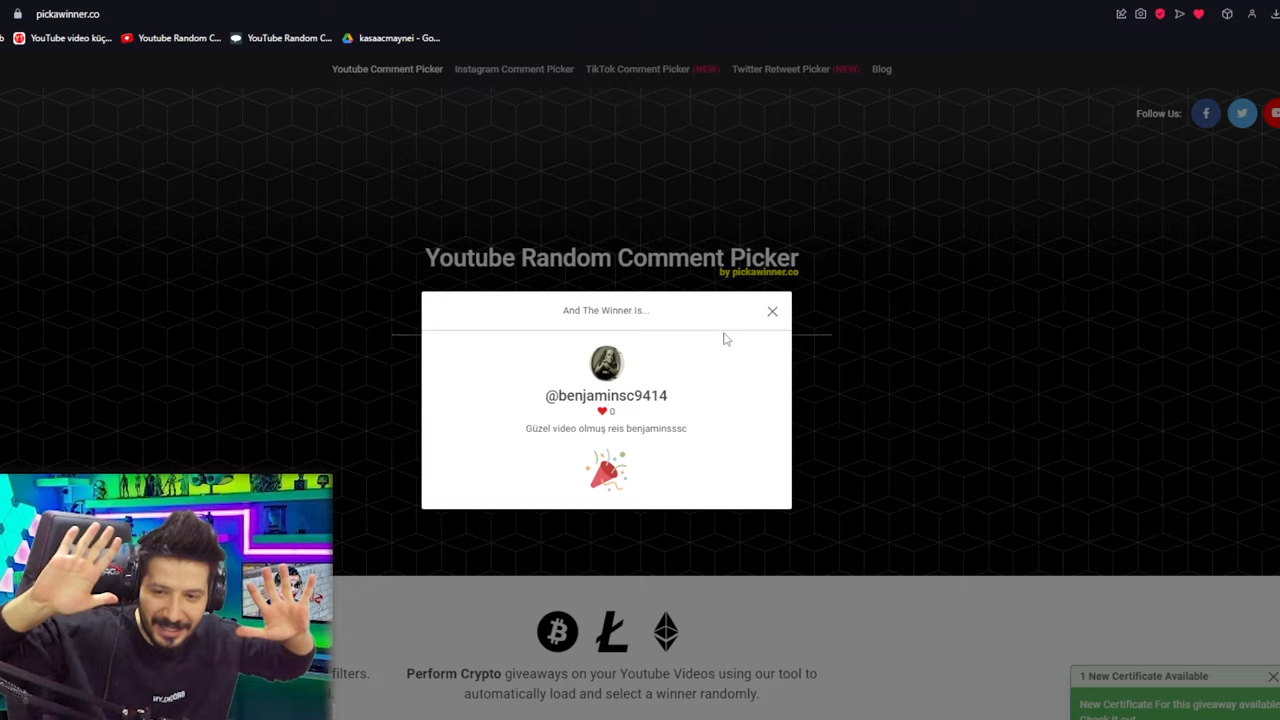 pickawinner.co
YouTube video küç...
Youtube Random C...
YouTube Random C...
kasaacmaynei - Go...
Youtube Comment Picker
Instagram Comment Picker
TikTok Comment Picker (NEW)
Twitter Retweet Picker (NEW)
Blog
Follow Us:
Youtube Random Comment Picker
by pickawinner.co
And The Winner Is...
@benjaminsc9414
0
Güzel video olmuş reis benjaminsssc
filters.
Perform Crypto giveaways on your Youtube Videos using our tool to
automatically load and select a winner randomly.
1 New Certificate Available
New Certificate For this giveaway available
Check it out